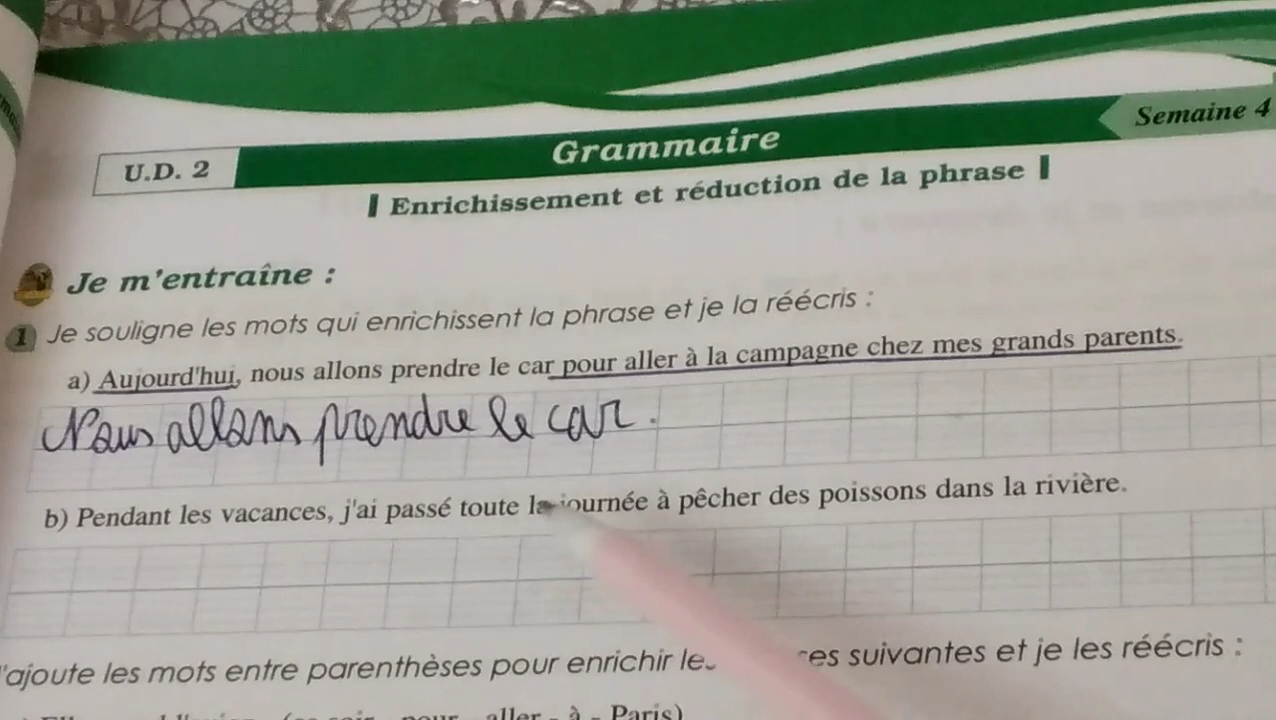 Semaine 4
U.D. 2
Grammaire
Enrichissement et réduction de la phrase
Je m'entraîne :
1 Je souligne les mots qui enrichissent la phrase et je la réécris :
a) Aujourd'hui, nous allons prendre le car pour aller à la campagne chez mes grands parents.
Nous allons prendre le car.
b) Pendant les vacances, j'ai passé toute la journée à pêcher des poissons dans la rivière.
J'ajoute les mots entre parenthèses pour enrichir suivantes et je les réécris :
pour aller - à - Paris)